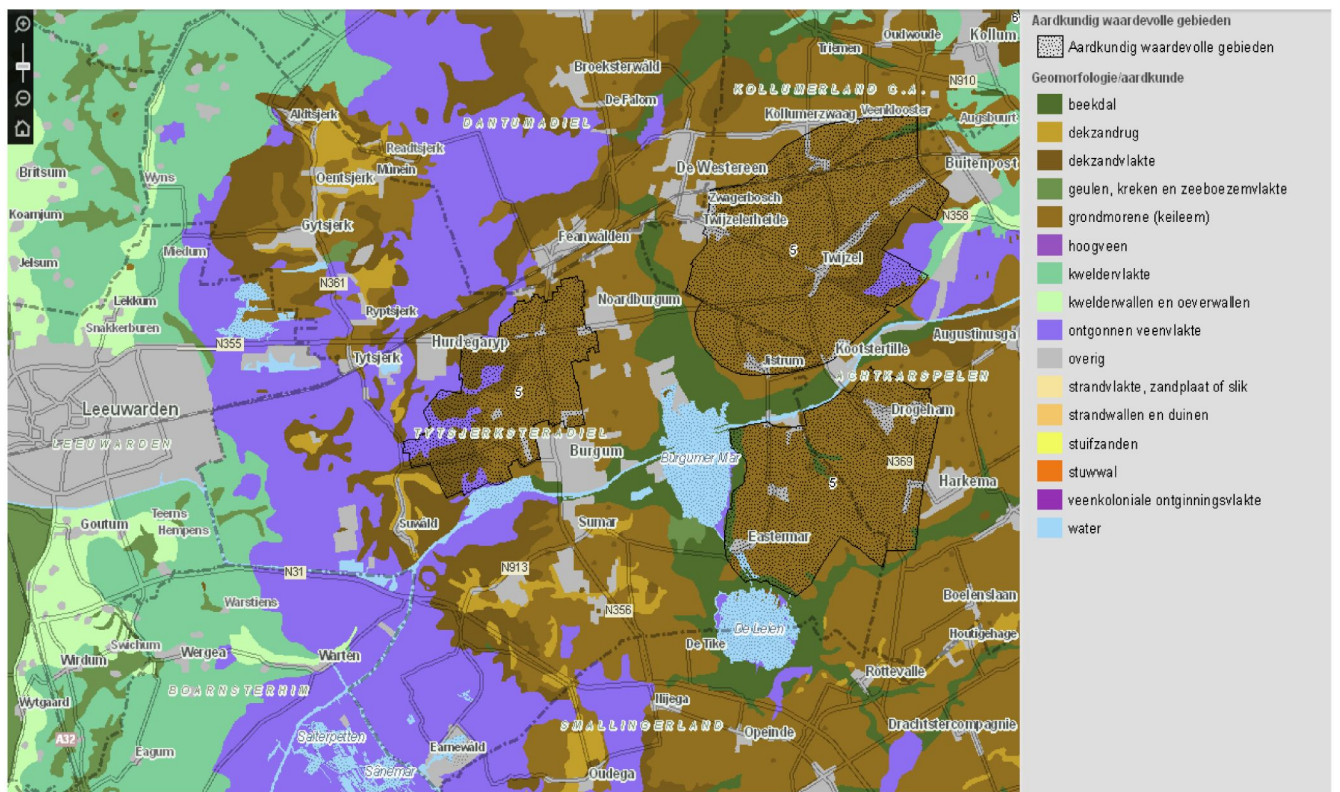 Aardkundig waardevolle gebieden
Aardkundig waardevolle gebieden
Geomorfologie/aardkunde
beekdal
dekzandrug
dekzandvlakte
geulen, kreken en zeeboezemvlakte
grondmorene (keileem)
hoogveen
kweldervlakte
kwelderwallen en oeverwallen
ontgonnen veenvlakte
overig
strandvlakte, zandplaat of slik
strandwallen en duinen
stuifzanden
stuwwal
veenkoloniale ontginningsvlakte
water
Oudwoude
Triemen
Kollum
Broeksterwâld
N910
De Falom
KOLLUMERLAND C.A.
Aldtsjerk
Kollumerzwaag
Veenklooster
Augsbuurt
DANTUMADIEL
Readtsjerk
Britsum
Wyns
Oentsjerk
Mûnein
De Westereen
Buitenpost
Zwagerbosch
Koarnjum
Twijzelerheide
N358
Gytsjerk
Feanwâlden
Miedum
5
Twijzel
Jelsum
N361
Lekkum
Noardburgum
Ryptsjerk
Snakkerburen
N355
Hurdegaryp
Augustinusga
Tytsjerk
Jistrum
Kootstertille
ACHTKARSPELEN
5
Leeuwarden
Drogeham
LEEUWARDEN
TYTSJERKSTERADIEL
Burgum
Burgumer Mar
N369
5
Harkema
Goutum
Teerns
Hempens
Suwâld
Sumar
Eastermar
N31
N913
Warstiens
N356
Boelenslaan
De Leien
Houtigehage
Swichum
De Tike
Wergea
Warten
Wirdum
Rottevalle
BOARNSTERHIM
Wytgaard
Nijega
SMALLINGERLAND
Drachtstercompagnie
A32
Opeinde
Eagum
Earnewâld
Sânemar
Oudega